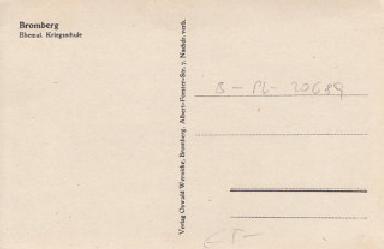 Bromberg
Ehemal. Kriegsschule
Verlag Oswald Wernicke, Bromberg, Albert-Forster-Str. 7. Nachdr. verb.
B - PL - 20689